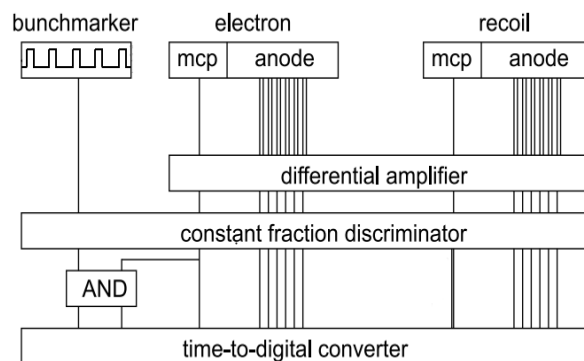 bunchmarker electron recoil
mcp anode mcp anode
differential amplifier
constant fraction discriminator
AND
time-to-digital converter